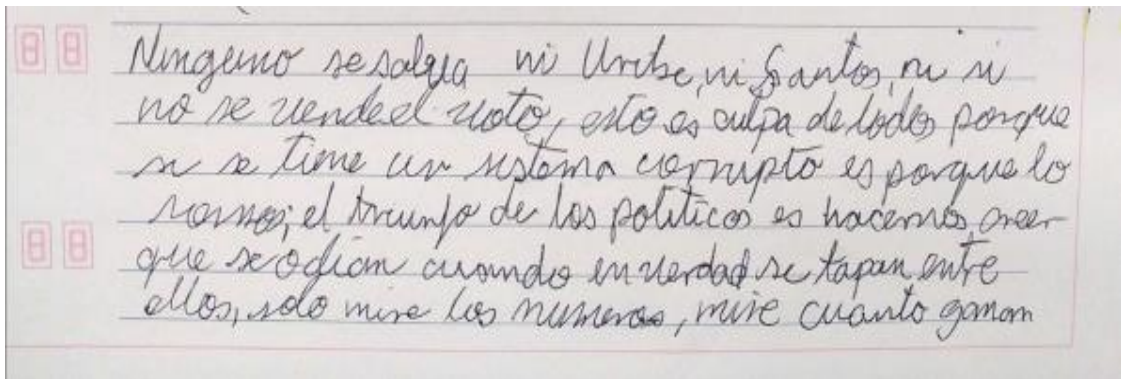 Ninguno se salva ni Uribe, ni Santos, ni si
no se vende el voto, esto es culpa de todos porque
si se tiene un sistema corrupto es porque lo
somos; el triunfo de los politicos es hacernos creer
que se odian cuando en verdad se tapan entre
ellos, solo mire los numeros, mire cuanto ganan